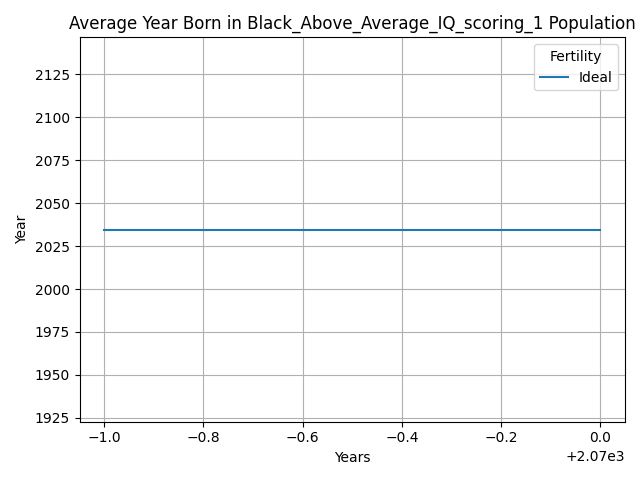 Average Year Born in Black_Above_Average_IQ_scoring_1 Population
Fertility
Ideal
2125
2100
2075
2050
2025
2000
1975
1950
1925
Year
−1.0 −0.8 −0.6 −0.4 −0.2 0.0
+2.07e3
Years